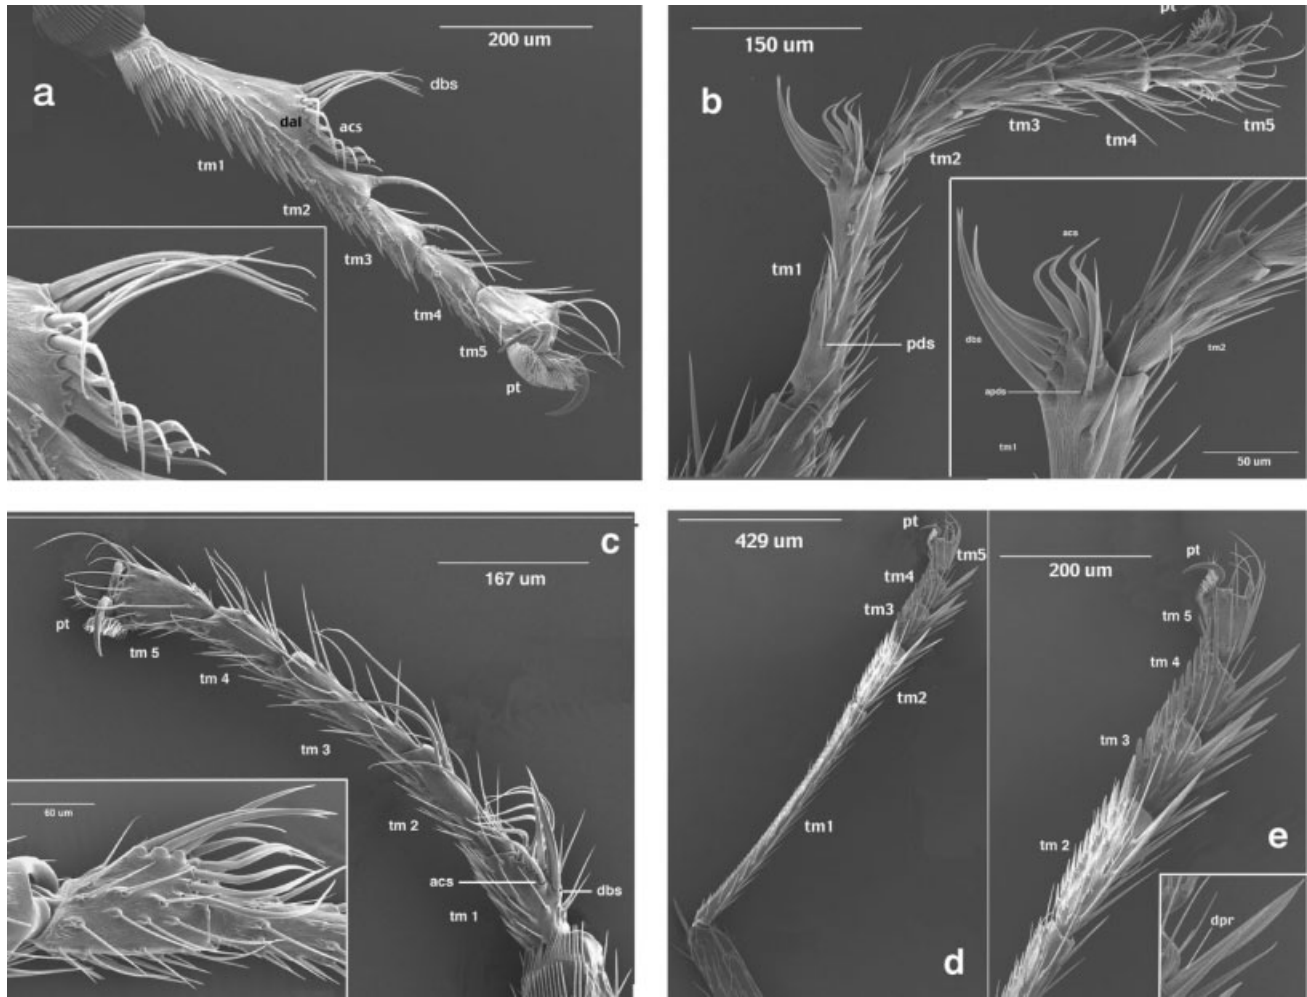 200 um
a
dbs
dal
acs
tm1
tm2
tm3
tm4
tm5
pt
150 um
pt
b
tm3
tm4
tm5
tm2
tm1
pds
acs
dbs
tm2
apds
tm1
50 um
c
167 um
pt
tm 5
tm 4
tm 3
60 um
tm 2
acs
dbs
tm 1
429 um
pt
tm5
tm4
tm3
tm2
tm1
d
200 um
pt
tm 5
tm 4
tm 3
tm 2
e
dpr